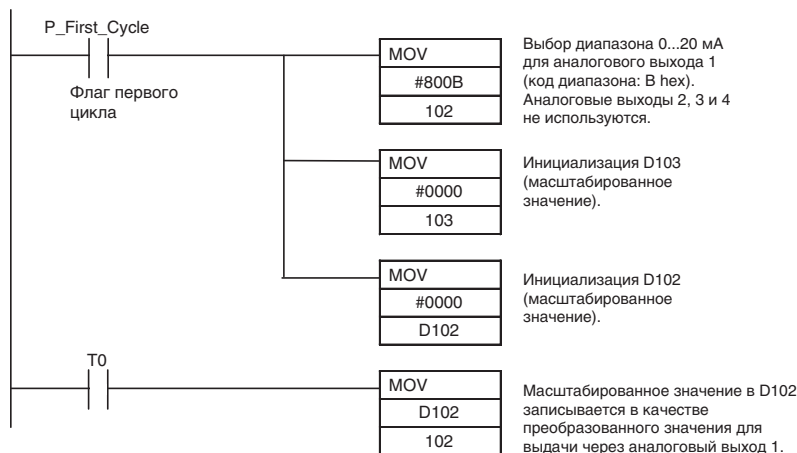 P_First_Cycle
Флаг первого
цикла
MOV
#800B
102
Выбор диапазона 0...20 мА
для аналогового выхода 1
(код диапазона: B hex).
Аналоговые выходы 2, 3 и 4
не используются.
MOV
#0000
103
Инициализация D103
(масштабированное
значение).
MOV
#0000
D102
Инициализация D102
(масштабированное
значение).
T0
MOV
D102
102
Масштабированное значение в D102
записывается в качестве
преобразованного значения для
выдачи через аналоговый выход 1.